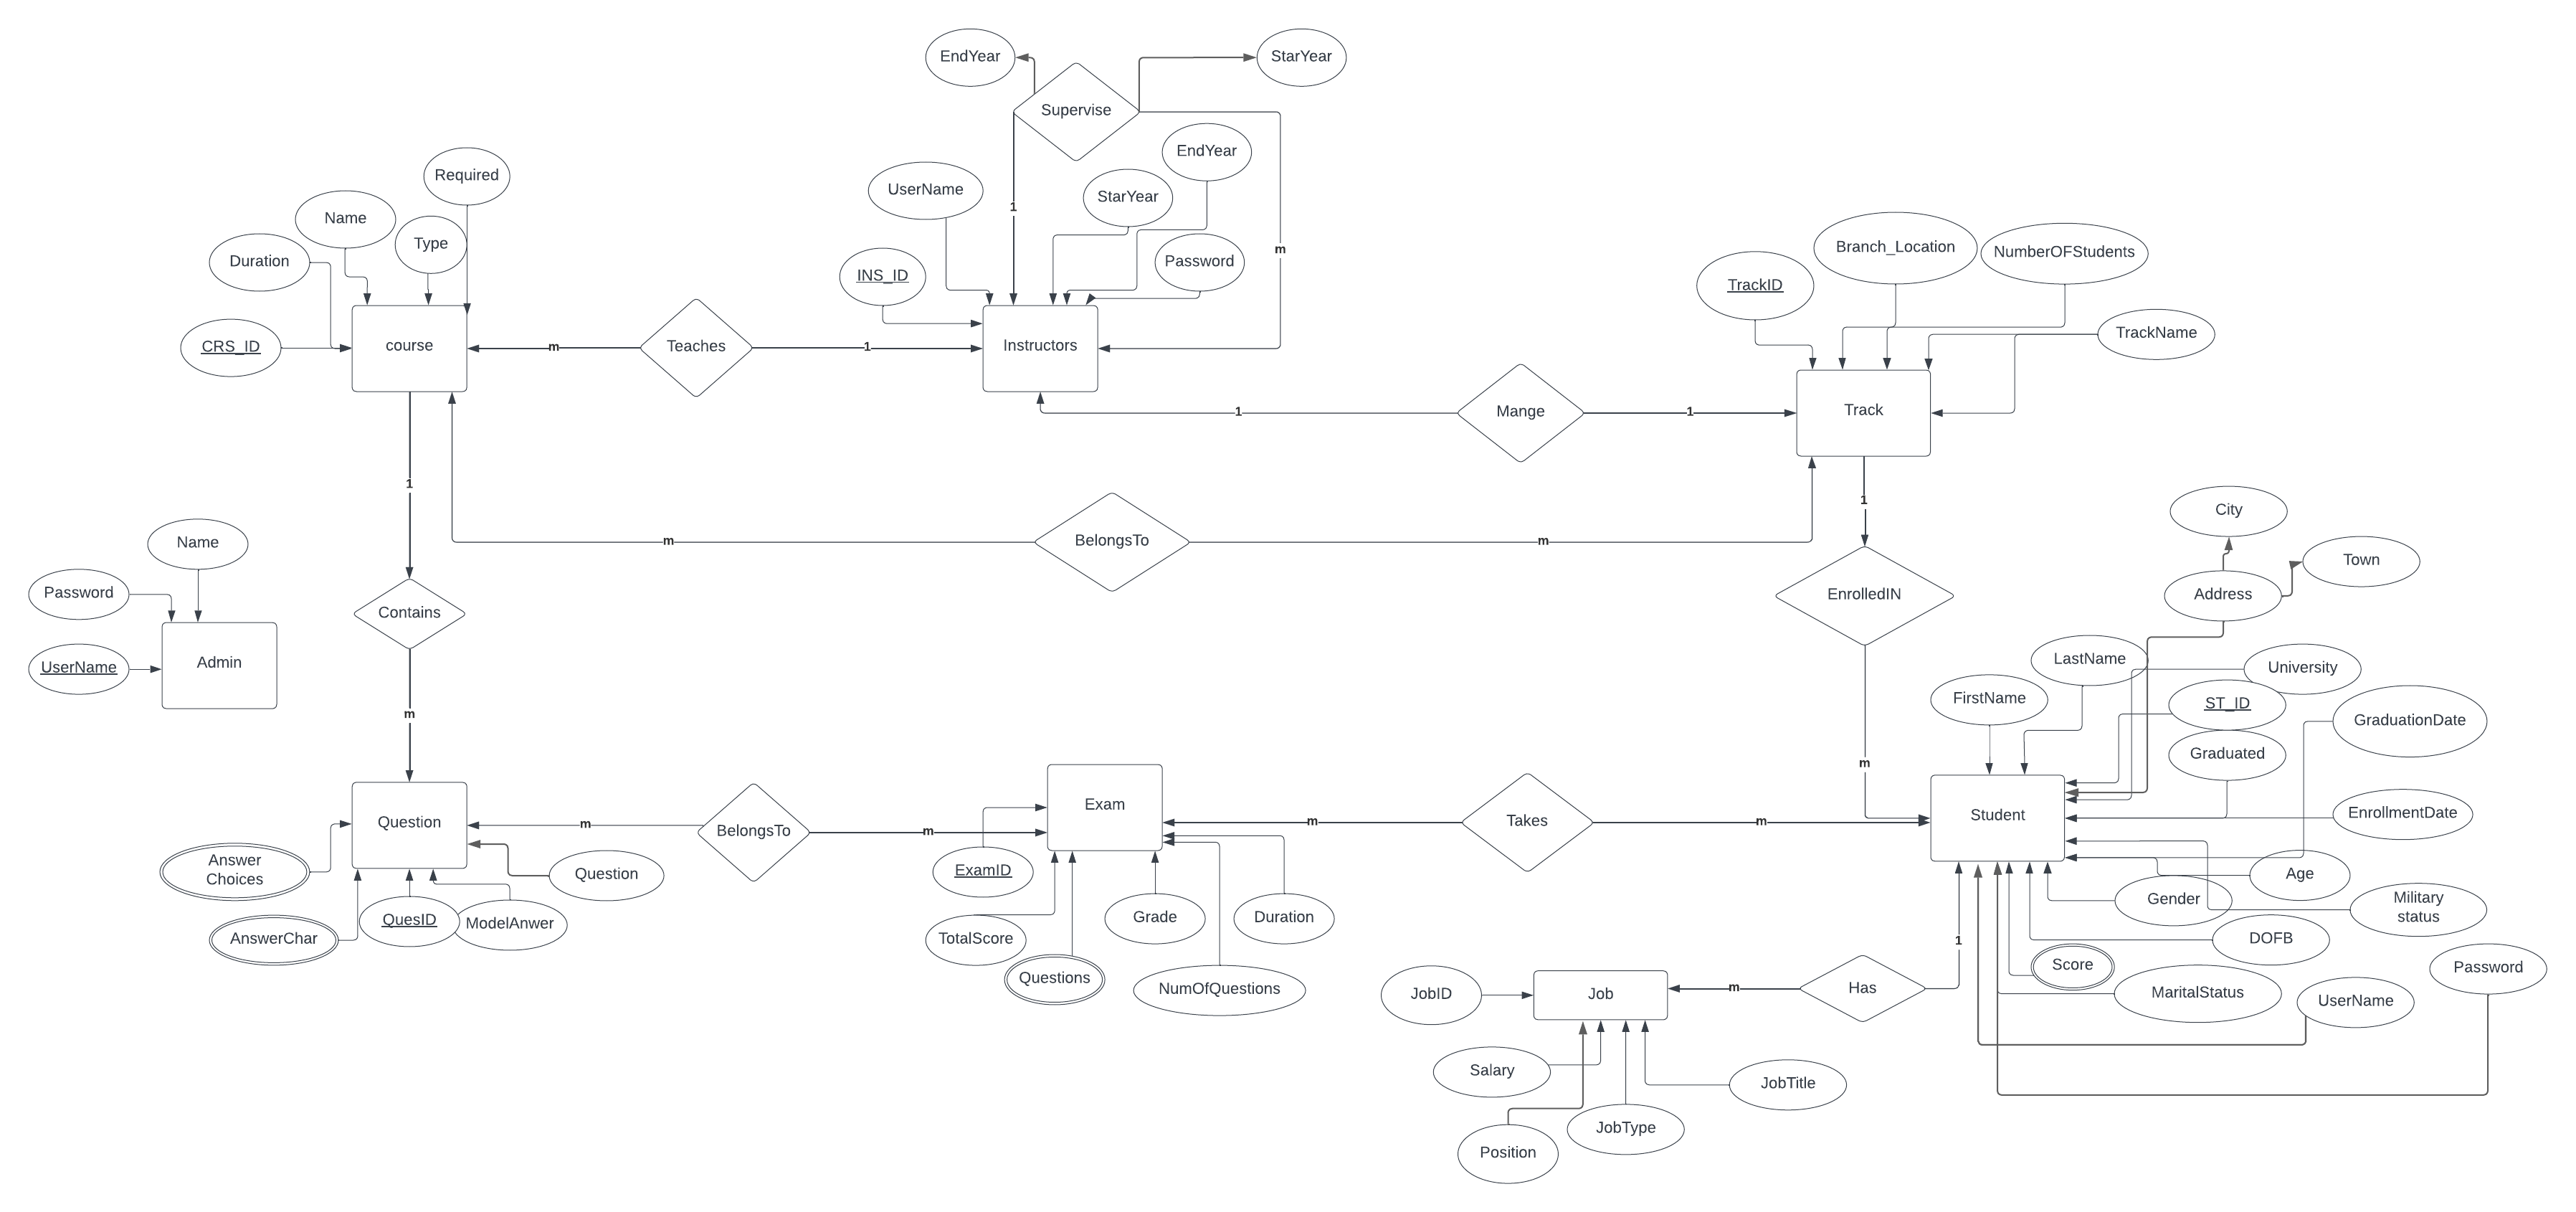 EndYear
StarYear
Supervise
EndYear
Required
UserName
StarYear
1
Name
Type
Duration
INS_ID
Password
m
Branch_Location
NumberOFStudents
TrackID
TrackName
CRS_ID
course
m
Teaches
1
Instructors
1
Mange
1
Track
1
1
City
m
BelongsTo
m
Name
Town
Password
Address
EnrolledIN
Contains
UserName
Admin
LastName
University
FirstName
ST_ID
GraduationDate
m
Graduated
m
Question
m
BelongsTo
m
Exam
m
Takes
m
Student
EnrollmentDate
Answer
Choices
Question
ExamID
Age
Gender
Military
status
AnswerChar
QuesID
ModelAnwer
TotalScore
Grade
Duration
1
DOFB
Questions
NumOfQuestions
Score
Password
JobID
Job
m
Has
MaritalStatus
UserName
Salary
JobTitle
JobType
Position